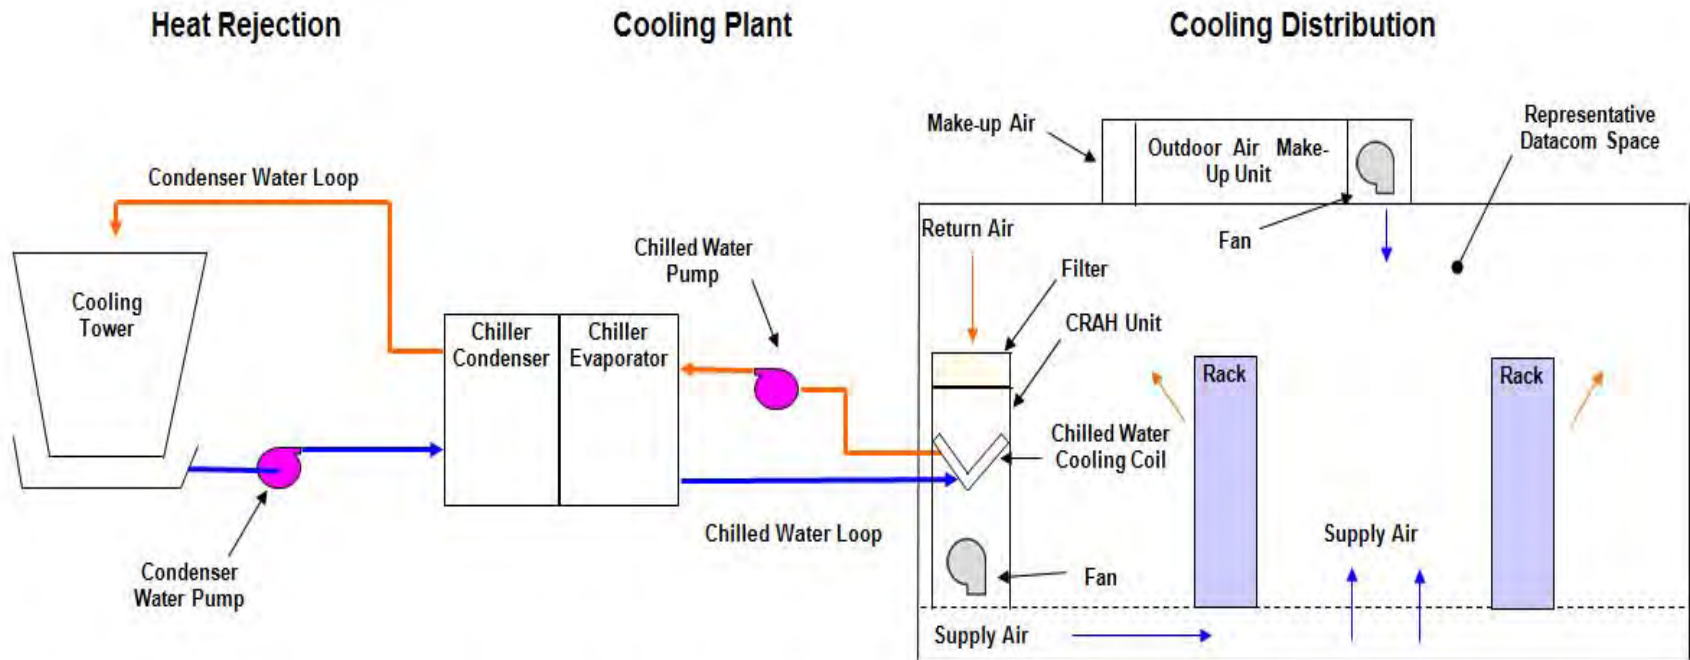 Heat Rejection
Cooling Plant
Cooling Distribution
Make-up Air
Outdoor Air Make-
Up Unit
Representative
Datacom Space
Condenser Water Loop
Return Air
Fan
Chilled Water
Pump
Filter
Cooling
Tower
Chiller
Condenser
Chiller
Evaporator
CRAH Unit
Rack
Rack
Chilled Water
Cooling Coil
Chilled Water Loop
Supply Air
Condenser
Water Pump
Fan
Supply Air